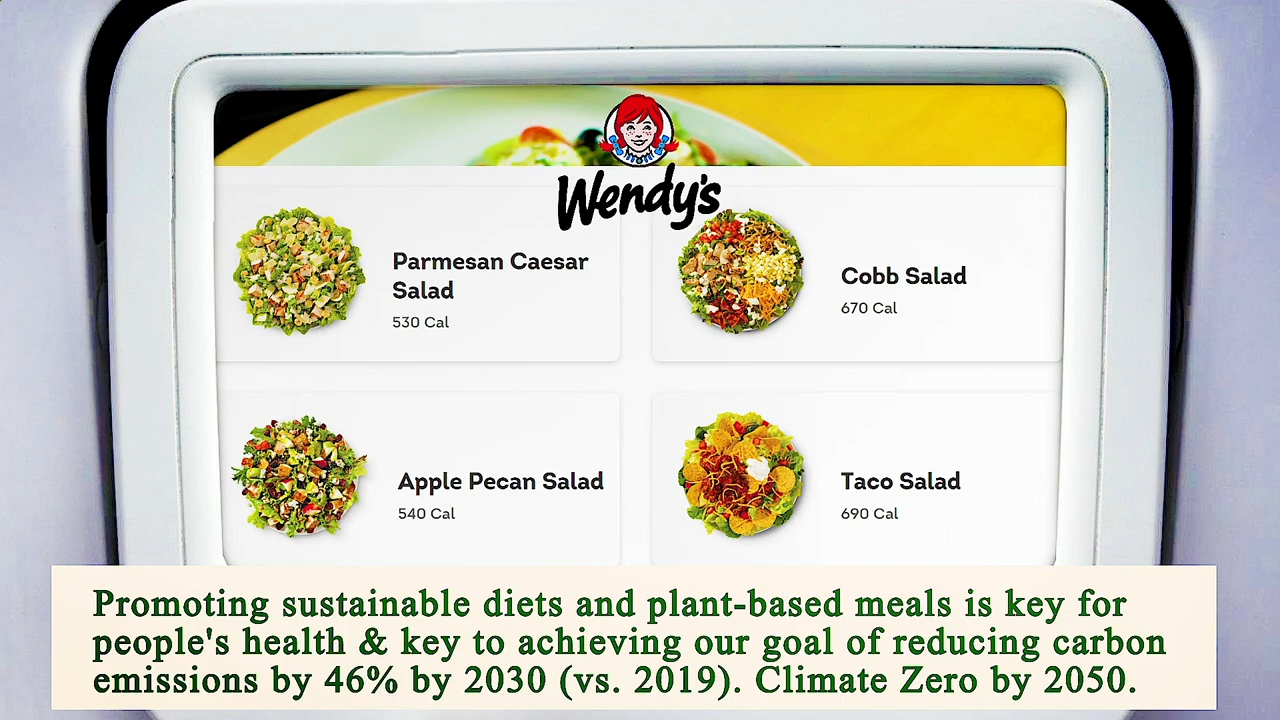 Wendy's
Parmesan Caesar
Salad
530 Cal
Cobb Salad
670 Cal
Apple Pecan Salad
540 Cal
Taco Salad
690 Cal
Promoting sustainable diets and plant-based meals is key for
people's health & key to achieving our goal of reducing carbon
emissions by 46% by 2030 (vs. 2019). Climate Zero by 2050.